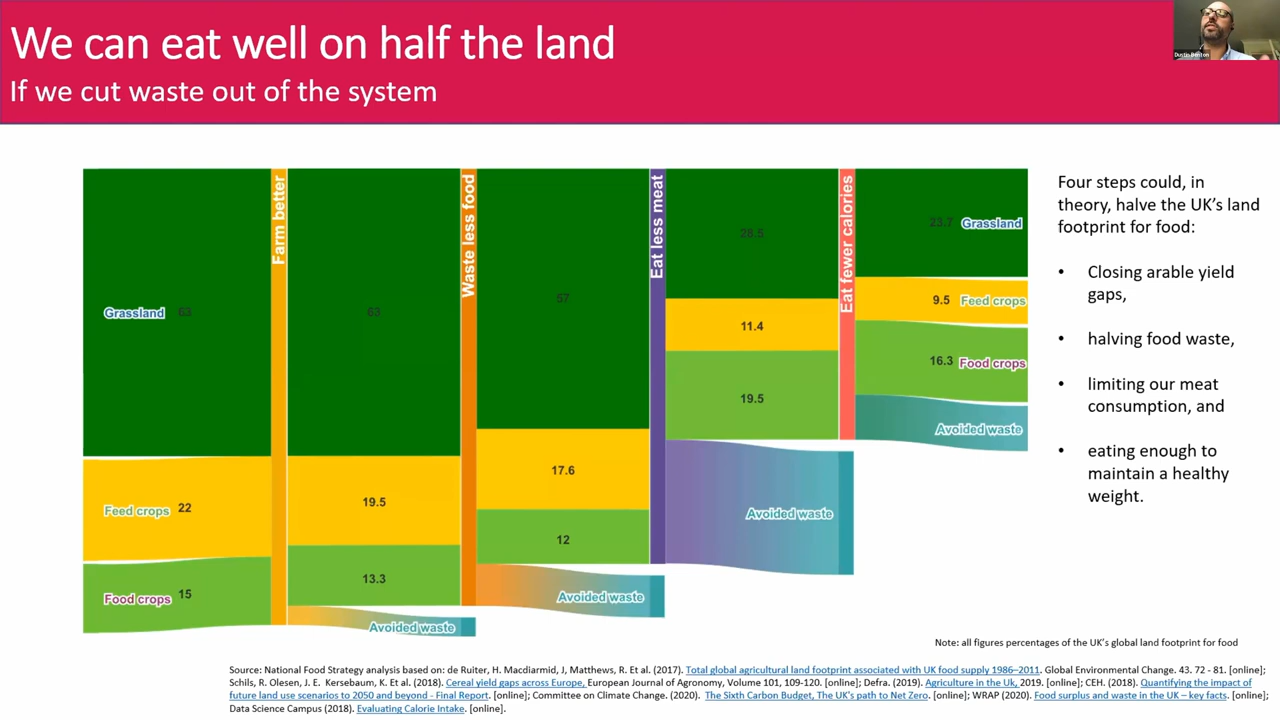 We can eat well on half the land
If we cut waste out of the system
Dustin Benton
Farm better
Waste less food
Eat less meat
Eat fewer calories
Grassland 63
63
57
28.5
23.7 Grassland
Feed crops 22
19.5
17.6
11.4
9.5 Feed crops
Food crops 15
13.3
12
19.5
16.3 Food crops
Avoided waste
Avoided waste
Avoided waste
Avoided waste
Four steps could, in
theory, halve the UK's land
footprint for food:
• Closing arable yield
gaps,
• halving food waste,
• limiting our meat
consumption, and
• eating enough to
maintain a healthy
weight.
Note: all figures percentages of the UK's global land footprint for food
Source: National Food Strategy analysis based on: de Ruiter, H. Macdiarmid, J, Matthews, R. Et al. (2017). Total global agricultural land footprint associated with UK food supply 1986–2011. Global Environmental Change. 43. 72 - 81. [online];
Schils, R. Olesen, J. E. Kersebaum, K. Et al. (2018). Cereal yield gaps across Europe, European Journal of Agronomy, Volume 101, 109-120. [online]; Defra. (2019). Agriculture in the Uk, 2019. [online]; CEH. (2018). Quantifying the impact of
future land use scenarios to 2050 and beyond - Final Report. [online]; Committee on Climate Change. (2020). The Sixth Carbon Budget, The UK's path to Net Zero. [online]; WRAP (2020). Food surplus and waste in the UK – key facts. [online];
Data Science Campus (2018). Evaluating Calorie Intake. [online].